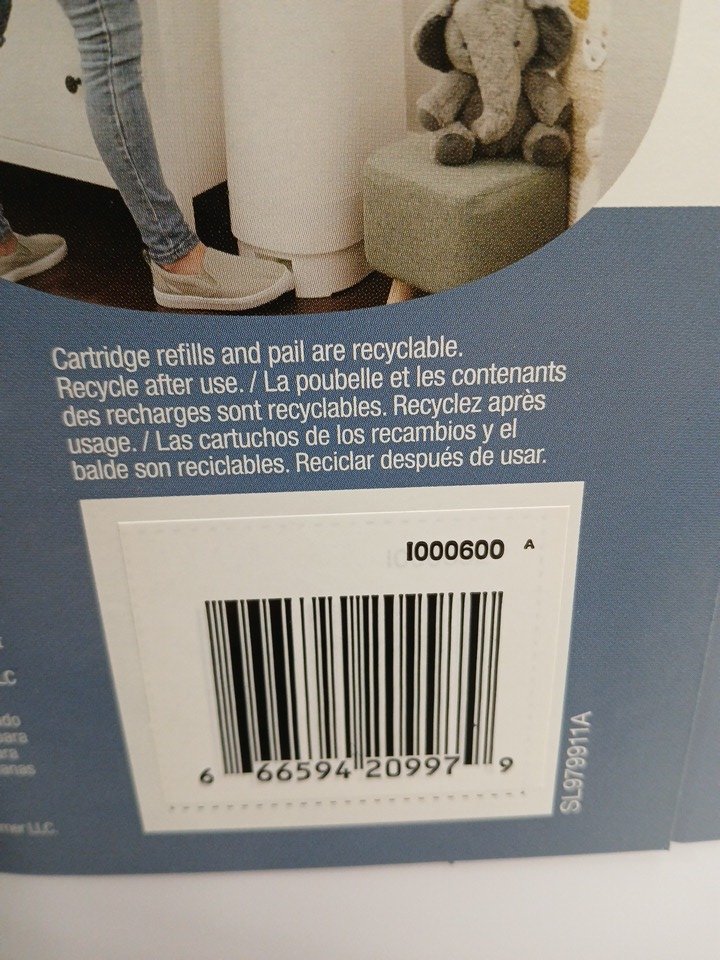 Cartridge refills and pail are recyclable.
Recycle after use. / La poubelle et les contenants
des recharges sont recyclables. Recyclez après
usage. / Las cartuchos de los recambios y el
balde son reciclables. Reciclar después de usar.
I000600 A
6 66594 20997 9
SL979911A
LLC.